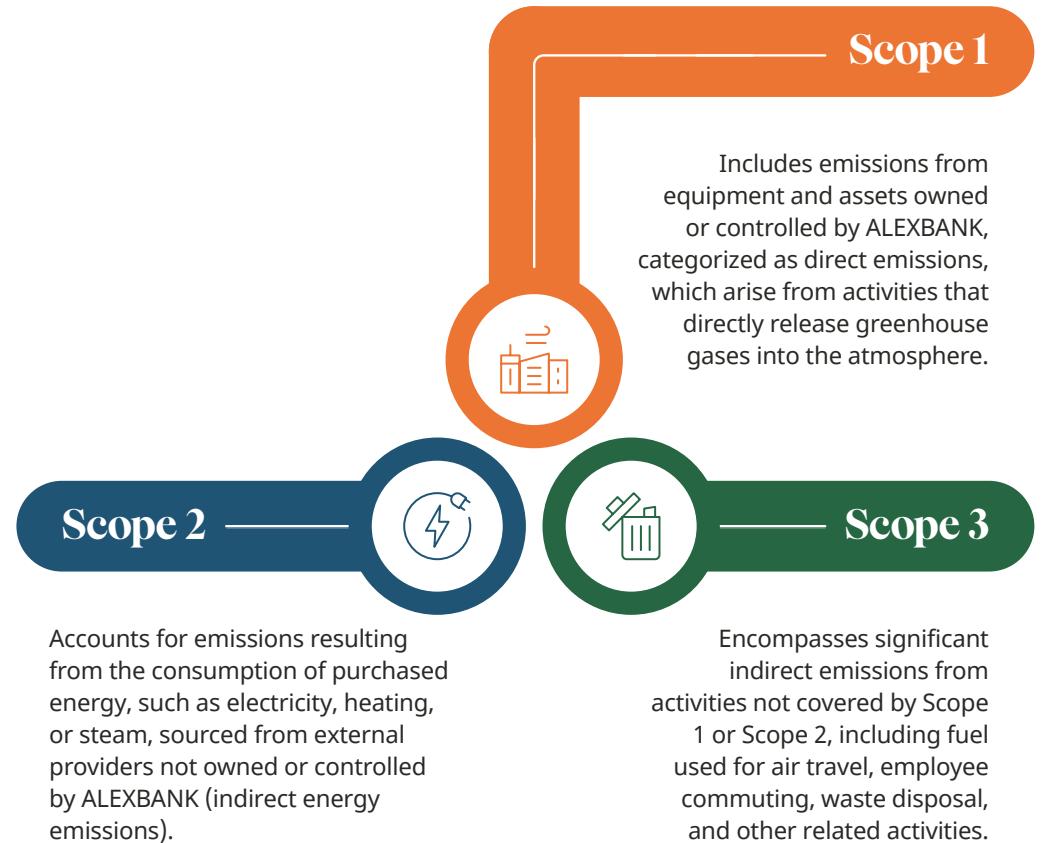 Scope 1
Includes emissions from
equipment and assets owned
or controlled by ALEXBANK,
categorized as direct emissions,
which arise from activities that
directly release greenhouse
gases into the atmosphere.
Scope 2
Accounts for emissions resulting
from the consumption of purchased
energy, such as electricity, heating,
or steam, sourced from external
providers not owned or controlled
by ALEXBANK (indirect energy
emissions).
Scope 3
Encompasses significant
indirect emissions from
activities not covered by Scope
1 or Scope 2, including fuel
used for air travel, employee
commuting, waste disposal,
and other related activities.